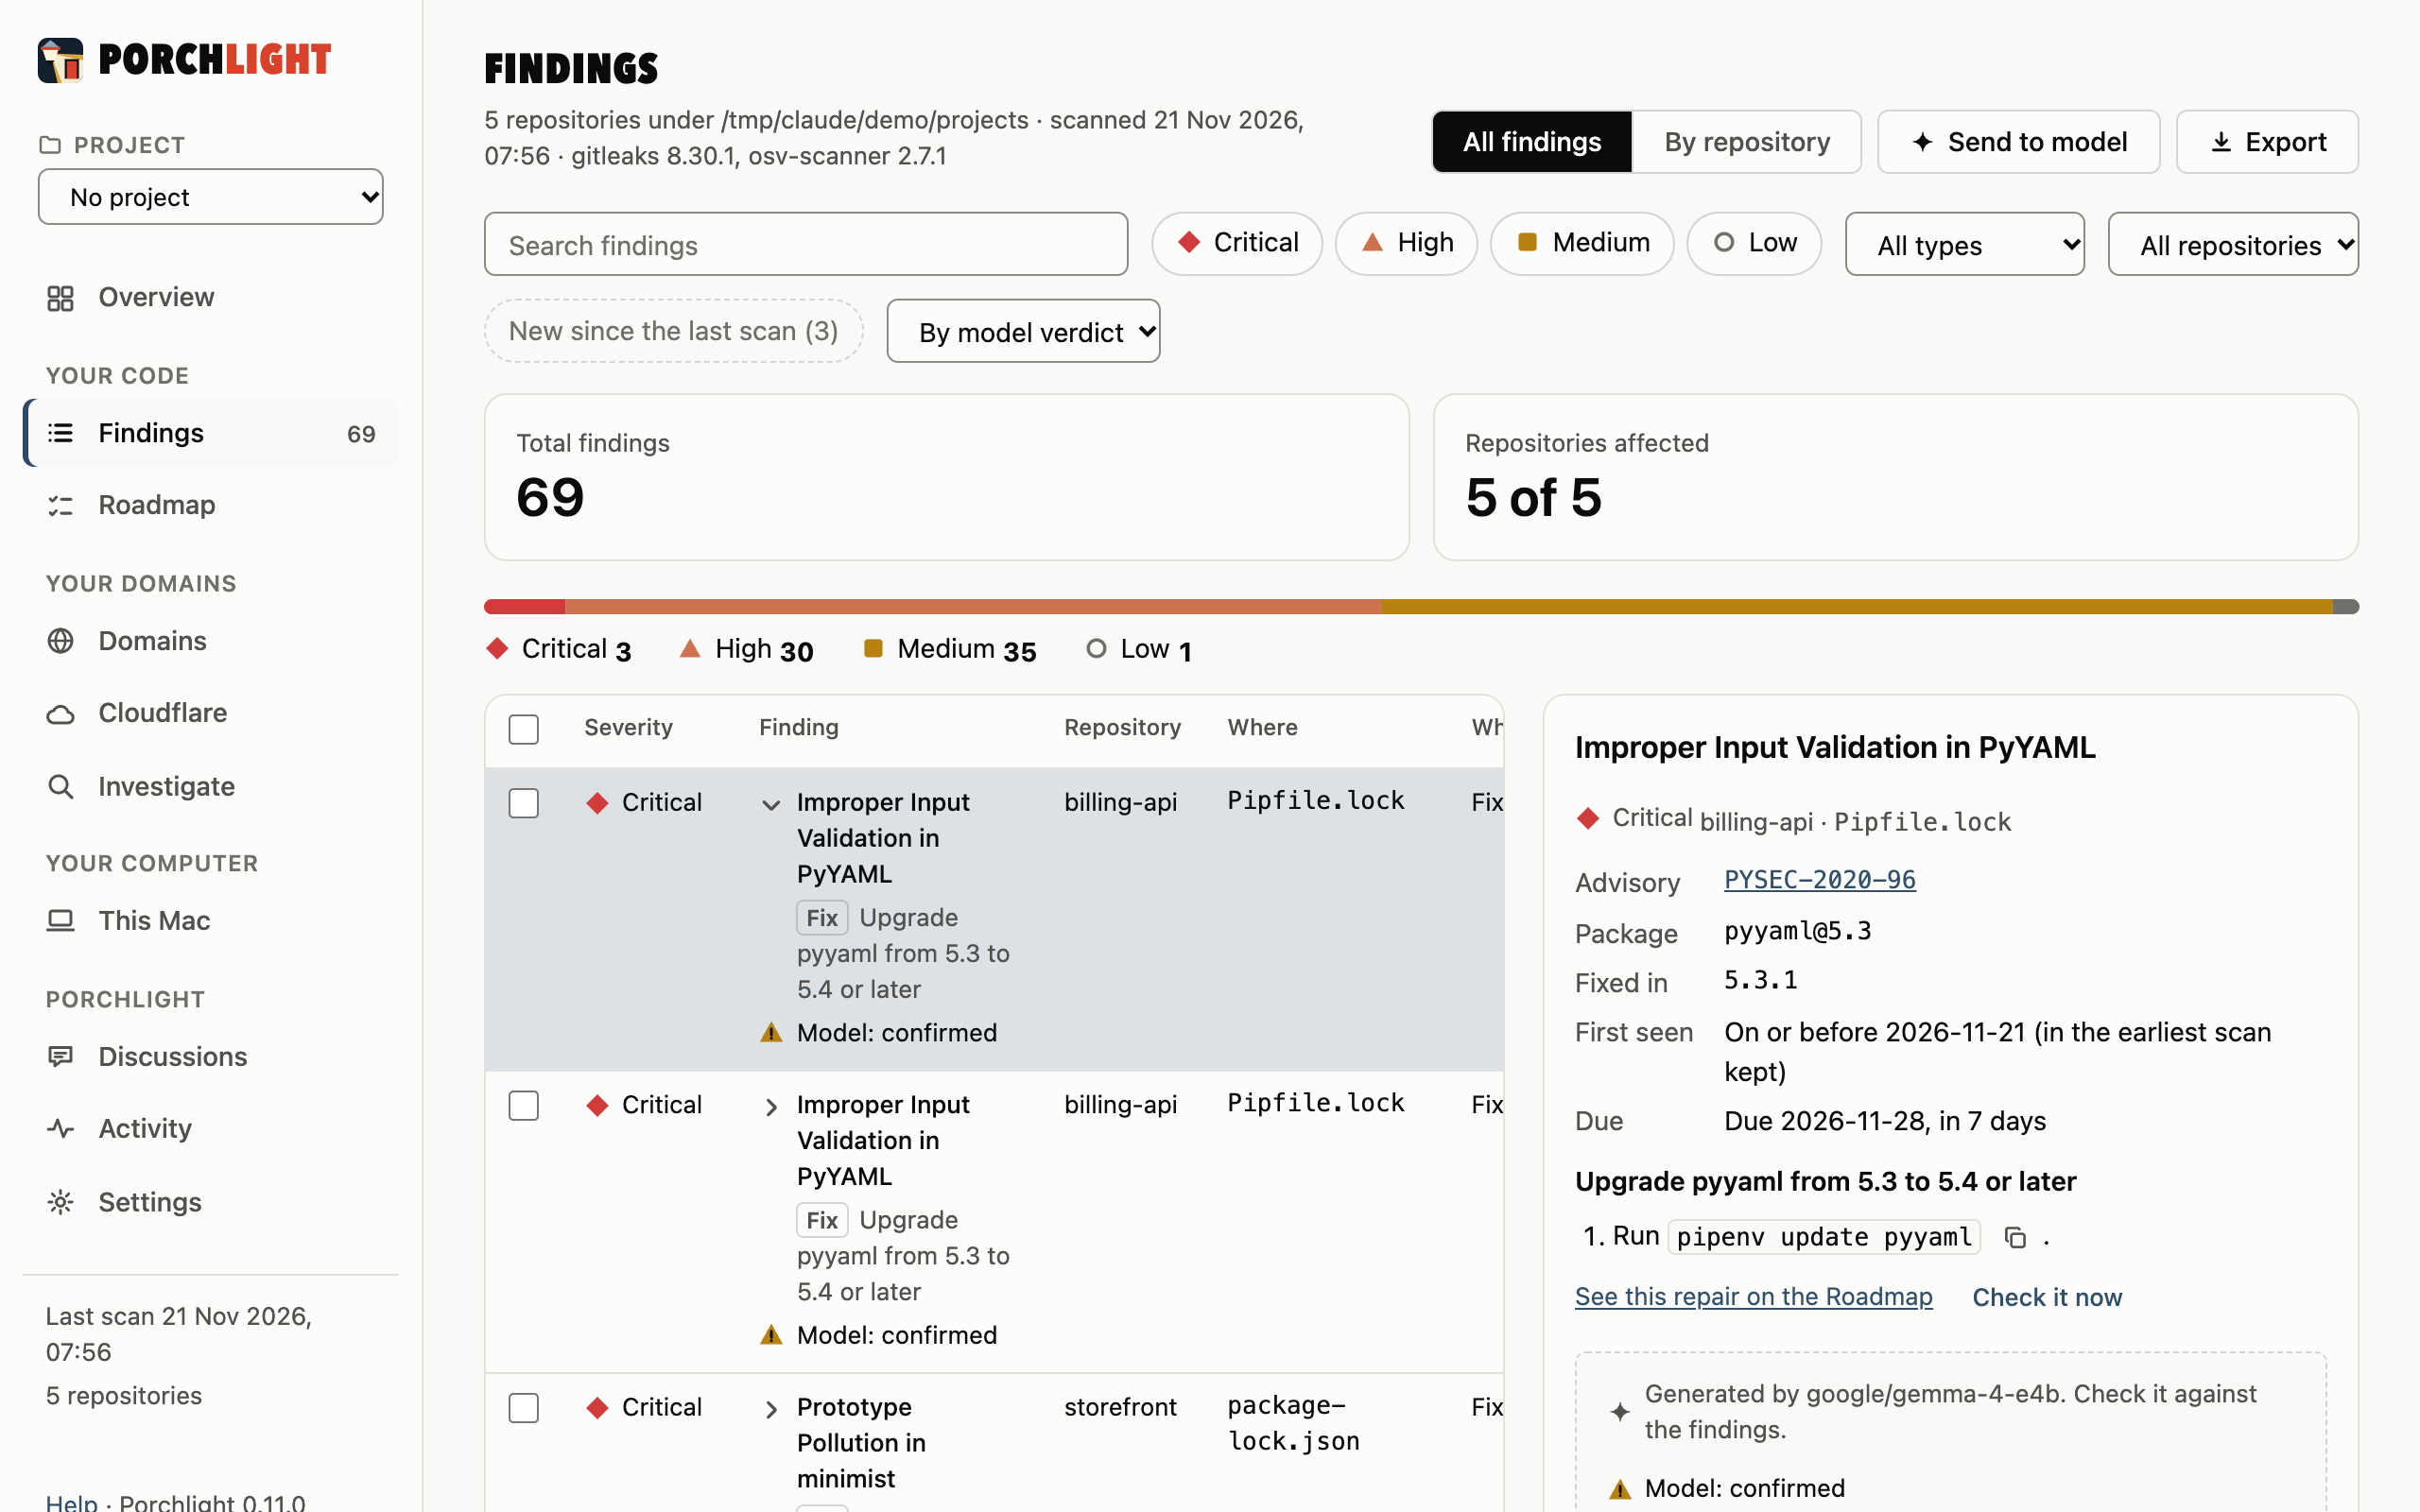 PORCHLIGHT
PROJECT
No project
Overview
YOUR CODE
Findings 69
Roadmap
YOUR DOMAINS
Domains
Cloudflare
Investigate
YOUR COMPUTER
This Mac
PORCHLIGHT
Discussions
Activity
Settings
Last scan 21 Nov 2026,
07:56
5 repositories
Help · Porchlight 0.11.0
FINDINGS
5 repositories under /tmp/claude/demo/projects · scanned 21 Nov 2026,
07:56 · gitleaks 8.30.1, osv-scanner 2.7.1
All findings By repository Send to model Export
Search findings Critical High Medium Low All types All repositories
New since the last scan (3) By model verdict
Total findings
69
Repositories affected
5 of 5
Critical 3 High 30 Medium 35 Low 1
Severity Finding Repository Where Wh
Critical Improper Input billing-api Pipfile.lock Fix
Validation in
PyYAML
Fix Upgrade
pyyaml from 5.3 to
5.4 or later
Model: confirmed
Critical Improper Input billing-api Pipfile.lock Fix
Validation in
PyYAML
Fix Upgrade
pyyaml from 5.3 to
5.4 or later
Model: confirmed
Critical Prototype storefront package- Fix
Pollution in lock.json
minimist
Improper Input Validation in PyYAML
Critical billing-api · Pipfile.lock
Advisory PYSEC-2020-96
Package pyyaml@5.3
Fixed in 5.3.1
First seen On or before 2026-11-21 (in the earliest scan
kept)
Due Due 2026-11-28, in 7 days
Upgrade pyyaml from 5.3 to 5.4 or later
1. Run pipenv update pyyaml .
See this repair on the Roadmap Check it now
Generated by google/gemma-4-e4b. Check it against
the findings.
Model: confirmed